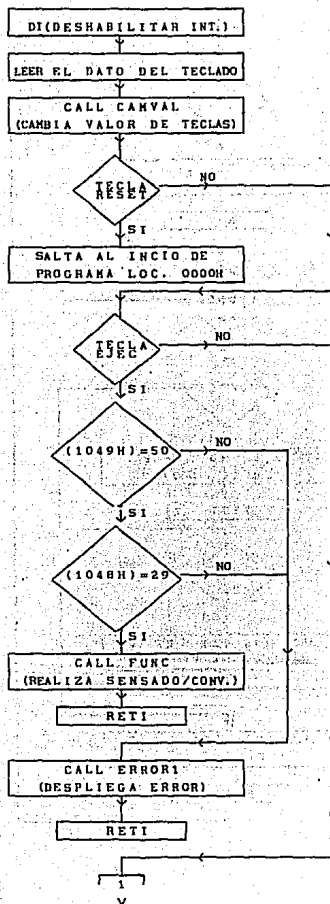 DI(DESHABILITAR INT.)
LEER EL DATO DEL TECLADO
CALL CAMVAL
(CAMBIA VALOR DE TECLAS)
TECLA
RESET
NO
SI
SALTA AL INCIO DE
PROGRAMA LOC. 0000H
TECLA
EJEC
NO
SI
(1049H)=50
NO
SI
(1048H)=29
NO
SI
CALL FUNC
(REALIZA SENSADO/CONV.)
RETI
CALL ERROR1
(DESPLIEGA ERROR)
RETI
1